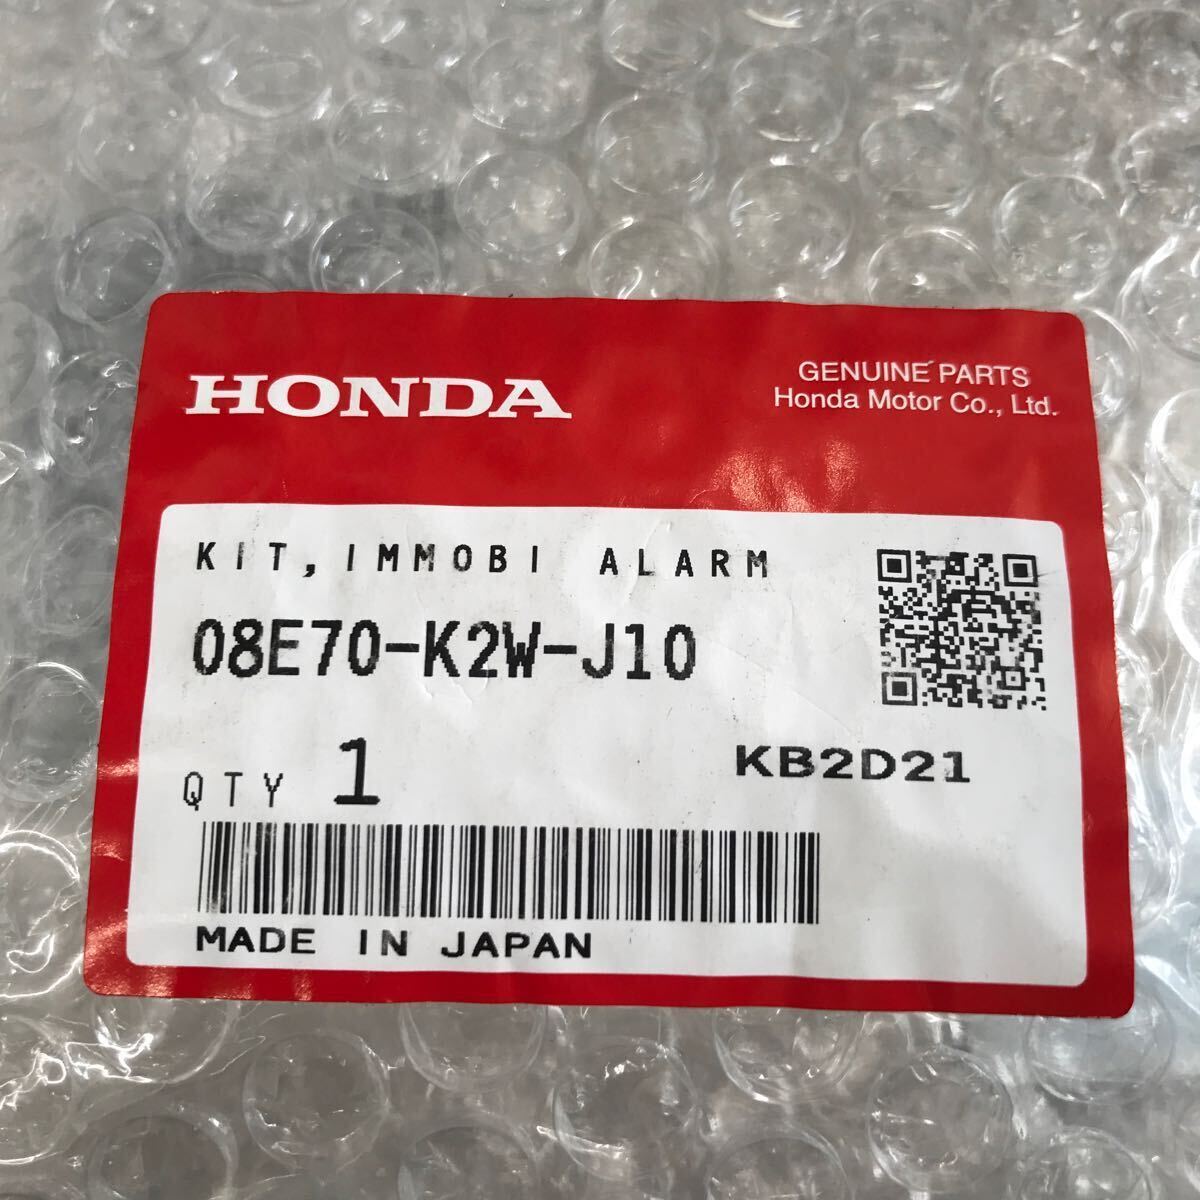 HONDA
GENUINE PARTS
Honda Motor Co., Ltd.
KIT, IMMOBI ALARM
08E70-K2W-J10
QTY 1
KB2D21
MADE IN JAPAN